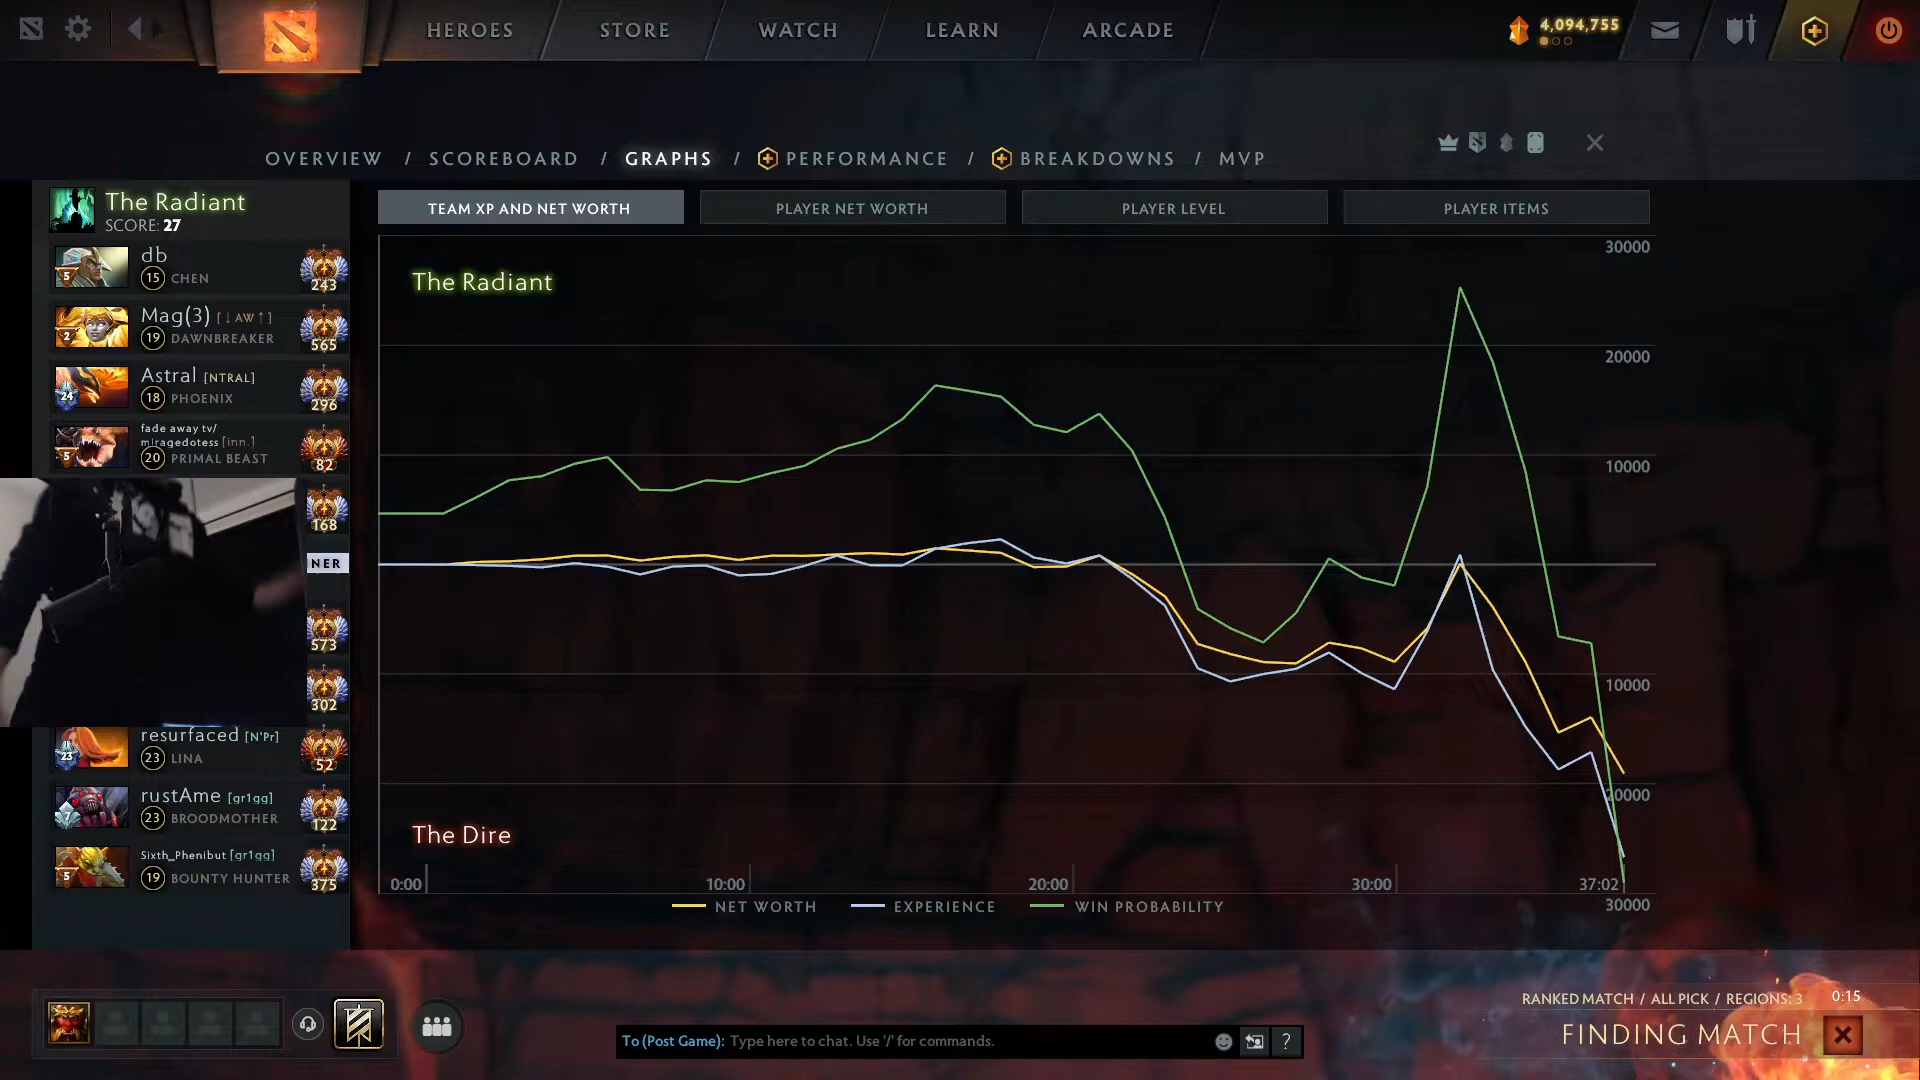 HEROES
STORE
WATCH
LEARN
ARCADE
4,094,755
OVERVIEW / SCOREBOARD / GRAPHS / PERFORMANCE / BREAKDOWNS / MVP
The Radiant
SCORE: 27
TEAM XP AND NET WORTH
PLAYER NET WORTH
PLAYER LEVEL
PLAYER ITEMS
5
db
15 CHEN
243
2
Mag(3) [↓AW↑]
19 DAWNBREAKER
565
24
Astral [NTRAL]
18 PHOENIX
296
5
fade away tv/
miragedotess [inn.]
20 PRIMAL BEAST
82
168
NER
573
302
23
resurfaced [N'Pr]
23 LINA
52
7
rustAme [gr1gg]
23 BROODMOTHER
122
5
Sixth_Phenibut [gr1gg]
19 BOUNTY HUNTER
375
The Radiant
30000
20000
10000
10000
20000
30000
The Dire
0:00
10:00
20:00
30:00
37:02
NET WORTH
EXPERIENCE
WIN PROBABILITY
To (Post Game): Type here to chat. Use '/' for commands.
?
RANKED MATCH / ALL PICK / REGIONS: 3
0:15
FINDING MATCH